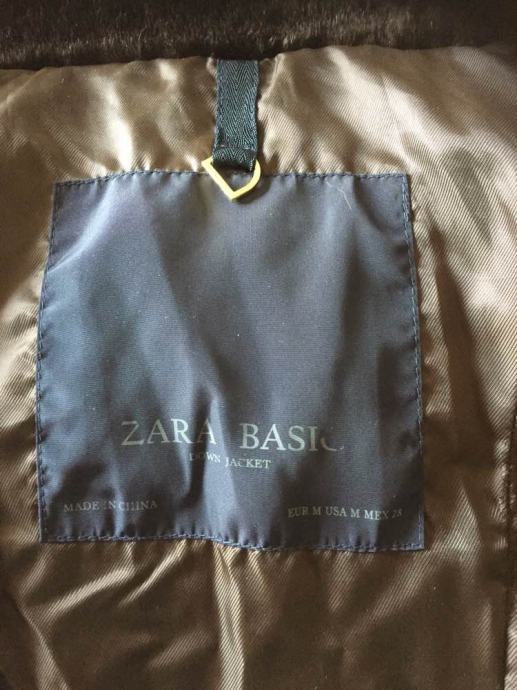 ZARA BASIC
DOWN JACKET
MADE IN CHINA
EUR M USA M MEX 28